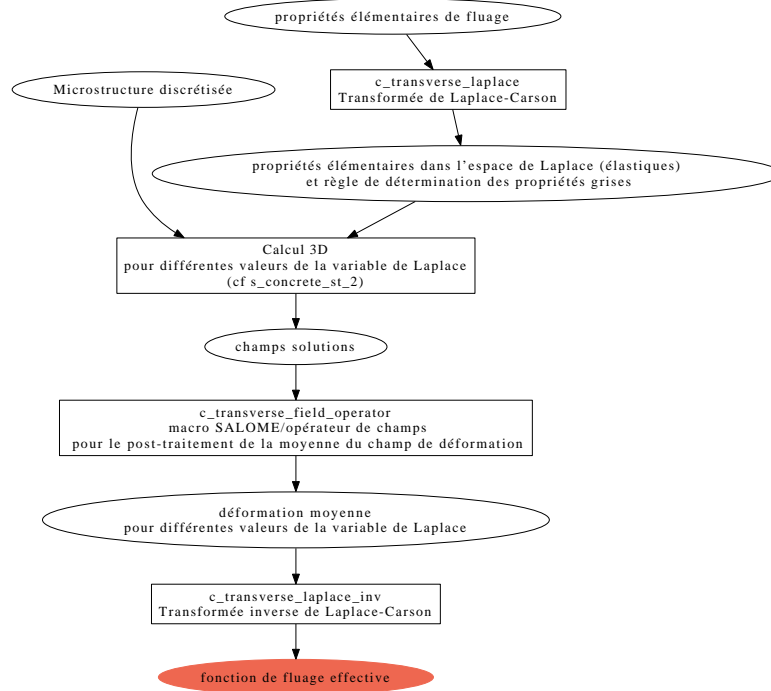 propriétés élémentaires de fluage
c_transverse_laplace
Transformée de Laplace-Carson
Microstructure discrétisée
propriétés élémentaires dans l'espace de Laplace (élastiques)
et règle de détermination des propriétés grises
Calcul 3D
pour différentes valeurs de la variable de Laplace
(cf s_concrete_st_2)
champs solutions
c_transverse_field_operator
macro SALOME/opérateur de champs
pour le post-traitement de la moyenne du champ de déformation
déformation moyenne
pour différentes valeurs de la variable de Laplace
c_transverse_laplace_inv
Transformée inverse de Laplace-Carson
fonction de fluage effective